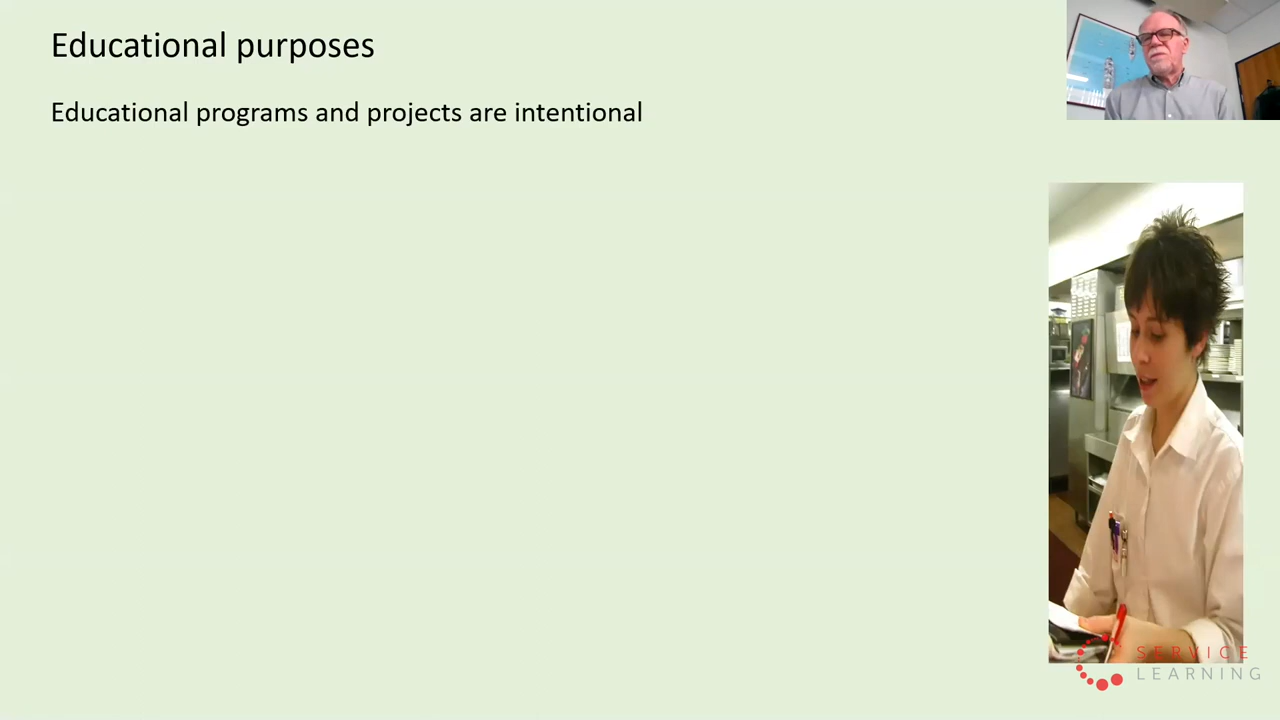 Educational purposes
Educational programs and projects are intentional
SERVICE
LEARNING